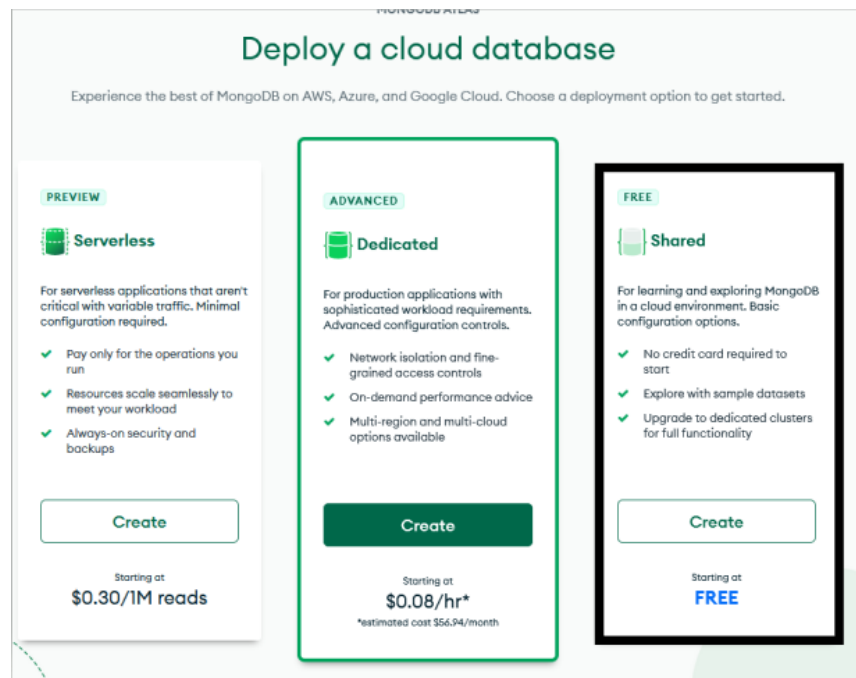 MONGODB ATLAS
Deploy a cloud database
Experience the best of MongoDB on AWS, Azure, and Google Cloud. Choose a deployment option to get started.
PREVIEW
Serverless
For serverless applications that aren't
critical with variable traffic. Minimal
configuration required.
Pay only for the operations you
run
Resources scale seamlessly to
meet your workload
Always-on security and
backups
Create
Starting at
$0.30/1M reads
ADVANCED
Dedicated
For production applications with
sophisticated workload requirements.
Advanced configuration controls.
Network isolation and fine-
grained access controls
On-demand performance advice
Multi-region and multi-cloud
options available
Create
Starting at
$0.08/hr*
*estimated cost $56.94/month
FREE
Shared
For learning and exploring MongoDB
in a cloud environment. Basic
configuration options.
No credit card required to
start
Explore with sample datasets
Upgrade to dedicated clusters
for full functionality
Create
Starting at
FREE